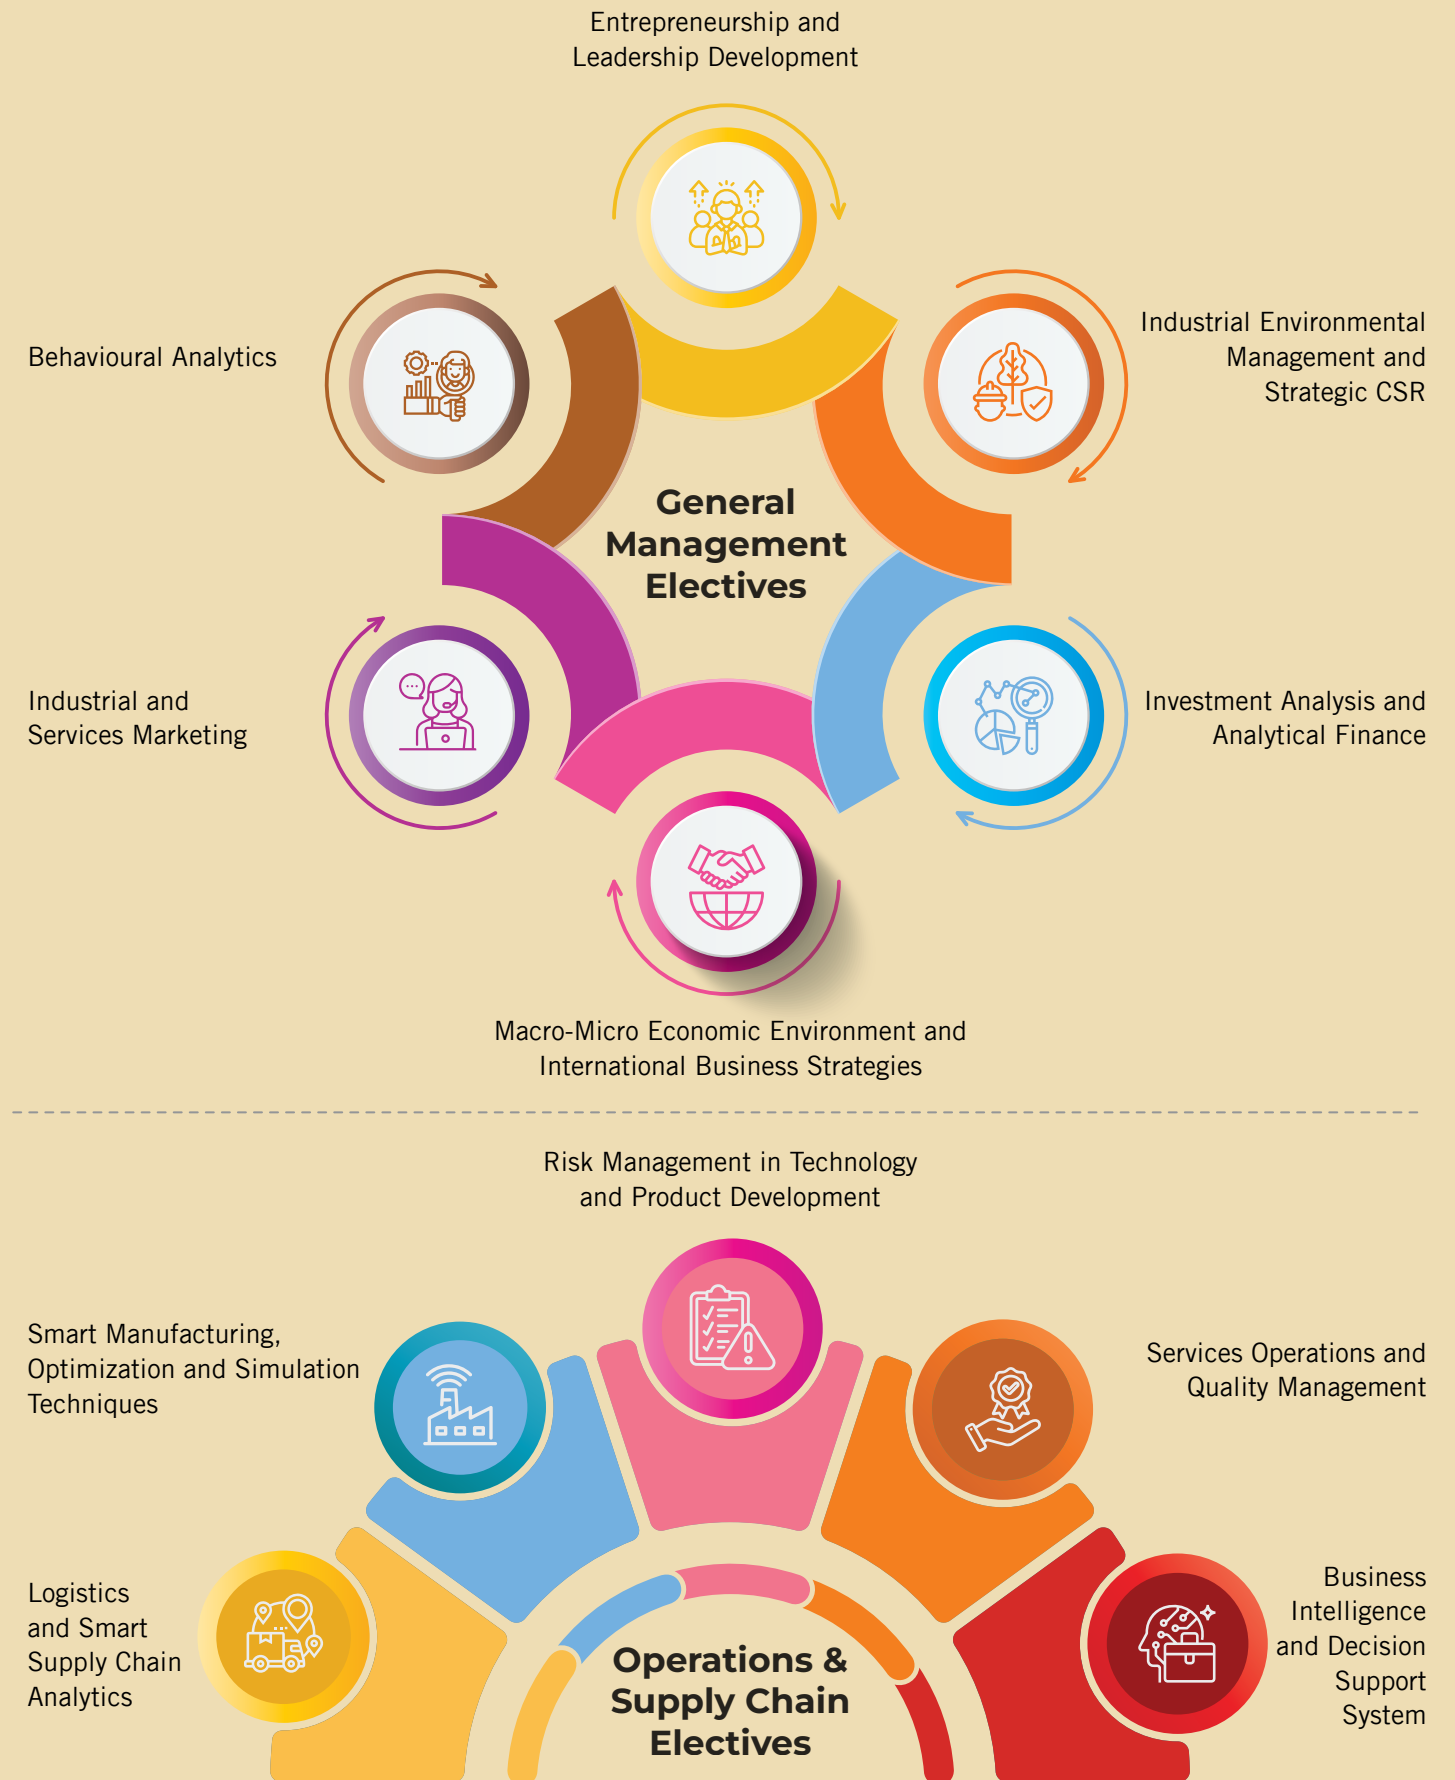 Entrepreneurship and
Leadership Development
Industrial Environmental
Management and
Strategic CSR
Behavioural Analytics
General
Management
Electives
Industrial and
Services Marketing
Investment Analysis and
Analytical Finance
Macro-Micro Economic Environment and
International Business Strategies
Risk Management in Technology
and Product Development
Smart Manufacturing,
Optimization and Simulation
Techniques
Services Operations and
Quality Management
Logistics
and Smart
Supply Chain
Analytics
Business
Intelligence
and Decision
Support
System
Operations &
Supply Chain
Electives